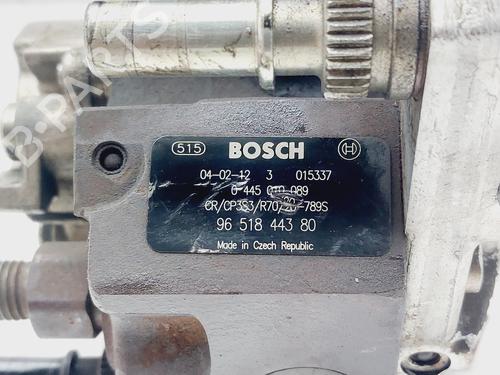 B-PARTS
515 BOSCH
04-02-12 3 015337
0 445 010 089
CR/CP3S3/R70/20-789S
96 518 443 80
Made in Czech Republic